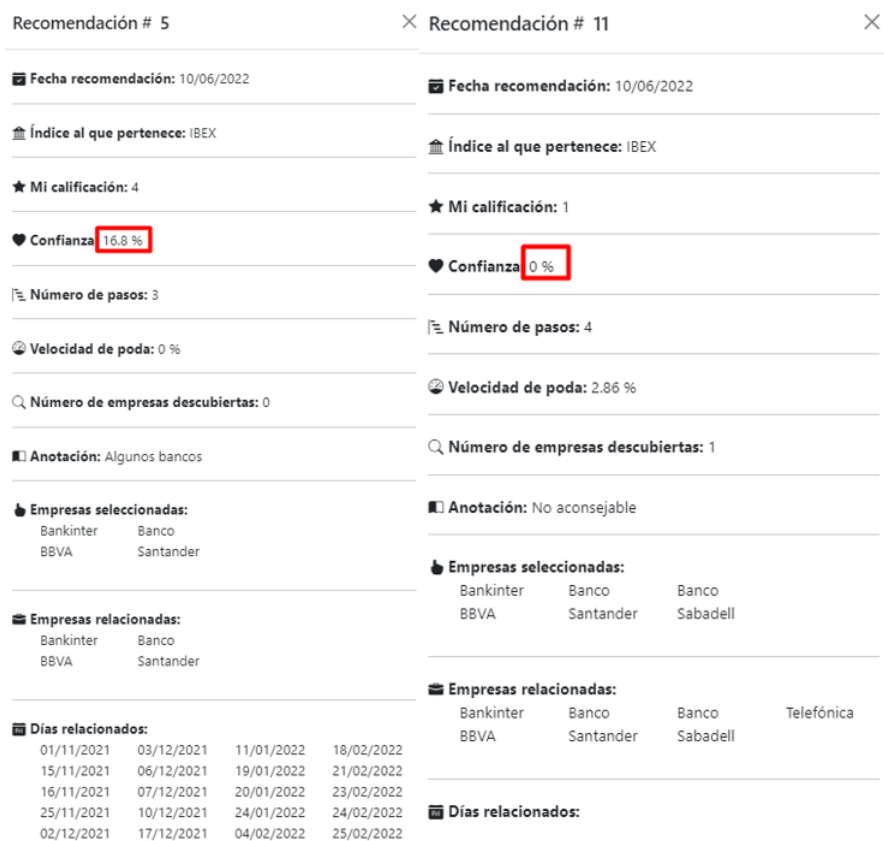 Recomendación # 5
Fecha recomendación: 10/06/2022
Índice al que pertenece: IBEX
Mi calificación: 4
Confianza 16.8 %
Número de pasos: 3
Velocidad de poda: 0 %
Número de empresas descubiertas: 0
Anotación: Algunos bancos
Empresas seleccionadas:
Bankinter Banco
BBVA Santander
Empresas relacionadas:
Bankinter Banco
BBVA Santander
Días relacionados:
01/11/2021 03/12/2021 11/01/2022 18/02/2022
15/11/2021 06/12/2021 19/01/2022 21/02/2022
16/11/2021 07/12/2021 20/01/2022 23/02/2022
25/11/2021 10/12/2021 24/01/2022 24/02/2022
02/12/2021 17/12/2021 04/02/2022 25/02/2022
Recomendación # 11
Fecha recomendación: 10/06/2022
Índice al que pertenece: IBEX
Mi calificación: 1
Confianza 0 %
Número de pasos: 4
Velocidad de poda: 2.86 %
Número de empresas descubiertas: 1
Anotación: No aconsejable
Empresas seleccionadas:
Bankinter Banco Banco
BBVA Santander Sabadell
Empresas relacionadas:
Bankinter Banco Banco Telefónica
BBVA Santander Sabadell
Días relacionados: